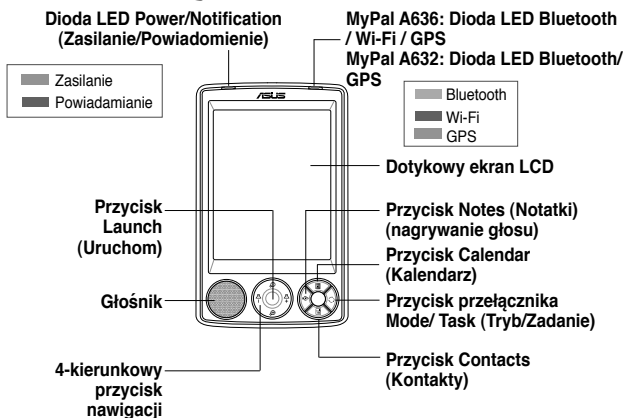 Dioda LED Power/Notification
(Zasilanie/Powiadomienie)
Zasilanie
Powiadamianie
MyPal A636: Dioda LED Bluetooth
/ Wi-Fi / GPS
MyPal A632: Dioda LED Bluetooth/
GPS
Bluetooth
Wi-Fi
GPS
ASUS
Dotykowy ekran LCD
Przycisk
Launch
(Uruchom)
Głośnik
4-kierunkowy
przycisk
nawigacji
Przycisk Notes (Notatki)
(nagrywanie głosu)
Przycisk Calendar
(Kalendarz)
Przycisk przełącznika
Mode/ Task (Tryb/Zadanie)
Przycisk Contacts
(Kontakty)